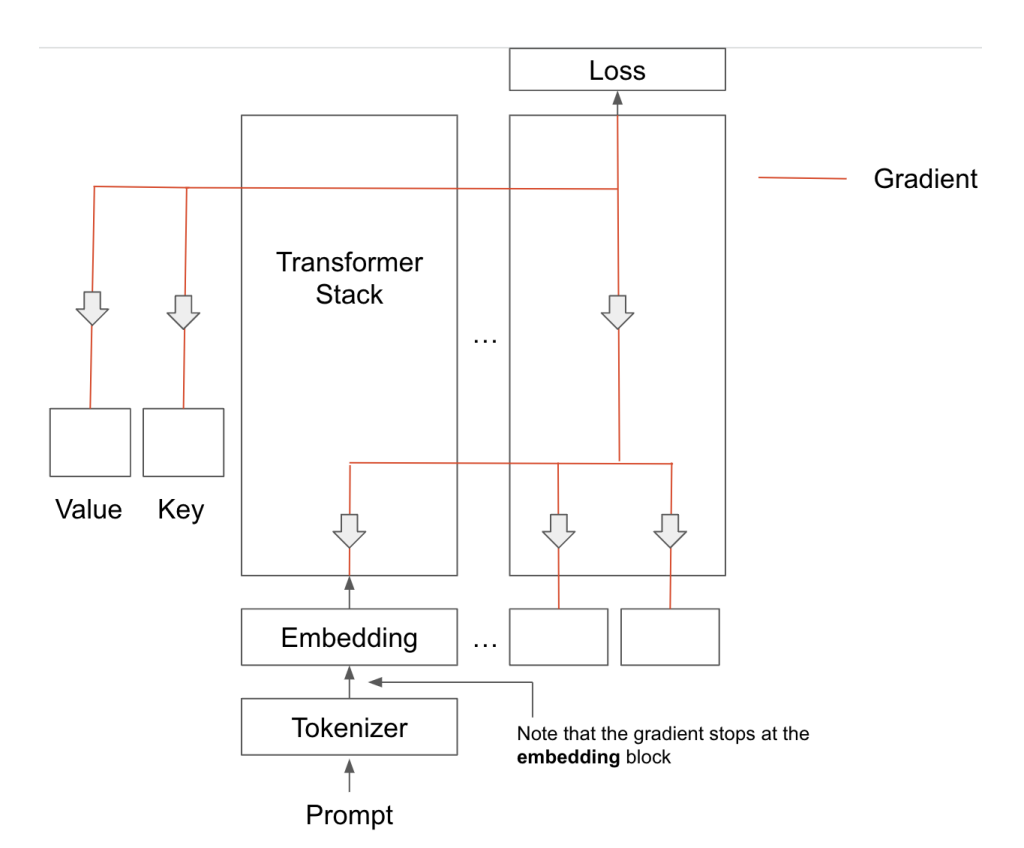 Loss
Gradient
Transformer
Stack
...
Value
Key
Embedding
...
Tokenizer
Note that the gradient stops at the
embedding block
Prompt